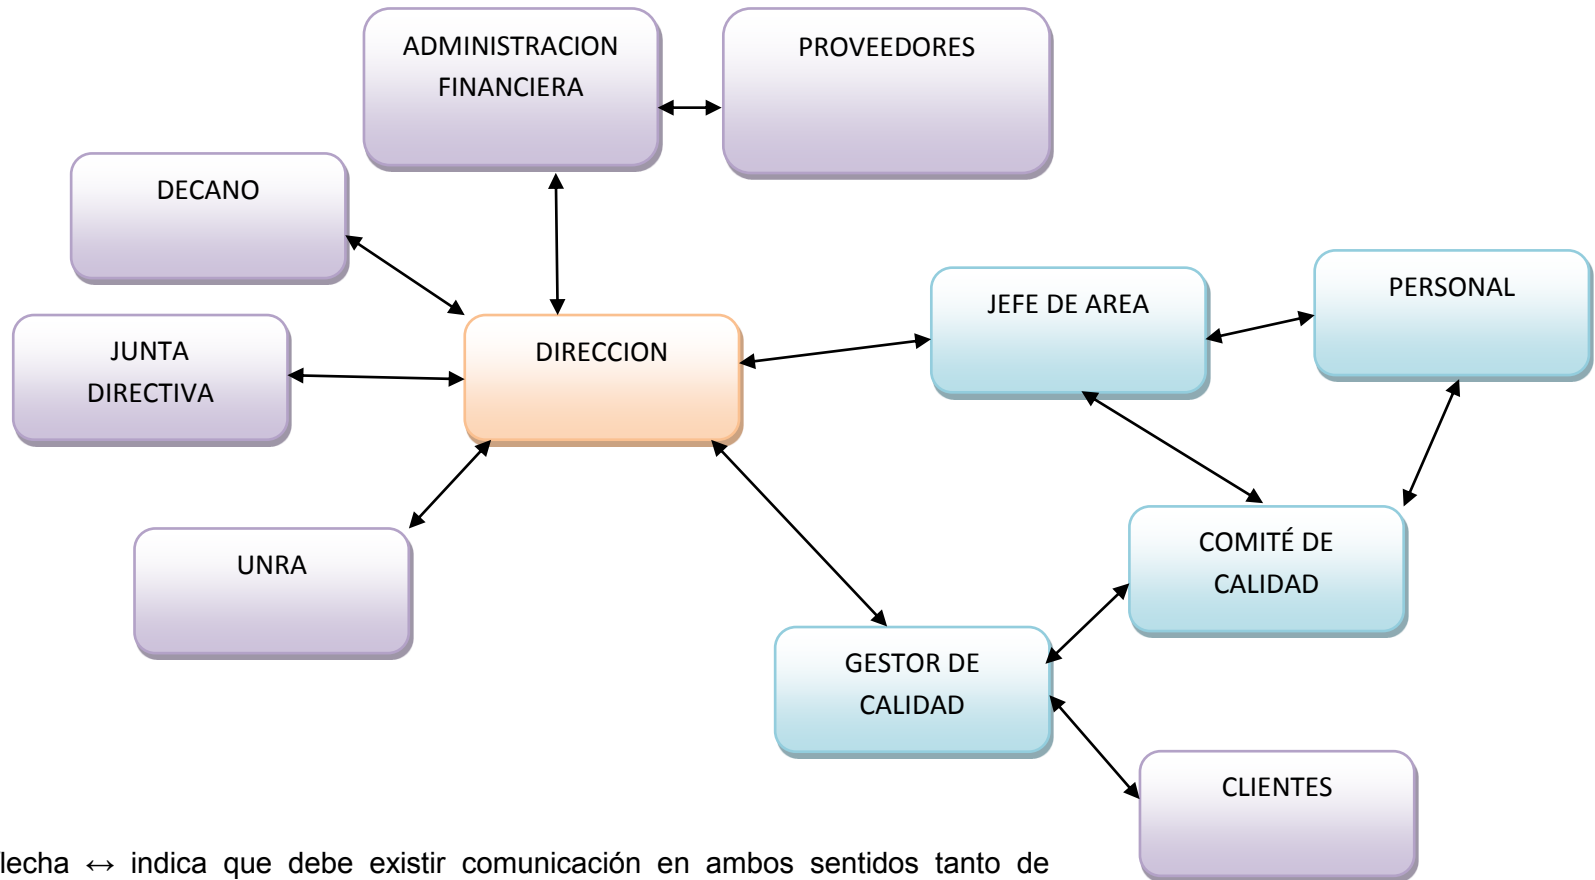 ADMINISTRACION
FINANCIERA
PROVEEDORES
DECANO
JEFE DE AREA
PERSONAL
JUNTA
DIRECTIVA
DIRECCION
UNRA
COMITÉ DE
CALIDAD
GESTOR DE
CALIDAD
CLIENTES
lecha ↔ indica que debe existir comunicación en ambos sentidos tanto de